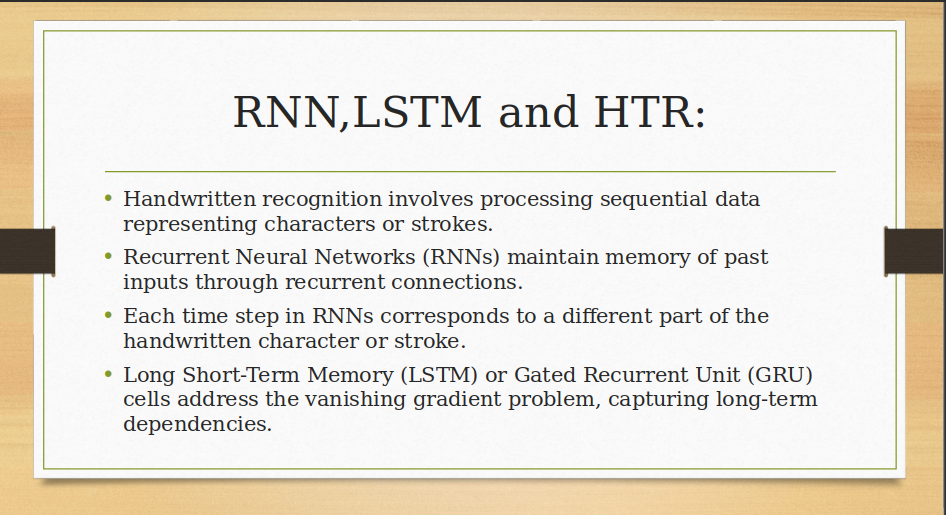 RNN,LSTM and HTR:
• Handwritten recognition involves processing sequential data
representing characters or strokes.
• Recurrent Neural Networks (RNNs) maintain memory of past
inputs through recurrent connections.
• Each time step in RNNs corresponds to a different part of the
handwritten character or stroke.
• Long Short-Term Memory (LSTM) or Gated Recurrent Unit (GRU)
cells address the vanishing gradient problem, capturing long-term
dependencies.